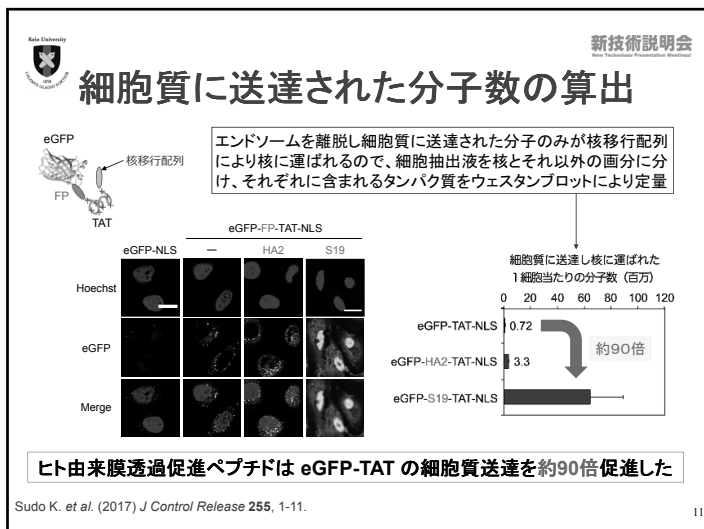 Keio University
1858
CALAMVS GLADIO FORTIOR
新技術説明会
New Technology Presentation Meetings!
細胞質に送達された分子数の算出
eGFP
核移行配列
FP
TAT
エンドソームを離脱し細胞質に送達された分子のみが核移行配列
により核に運ばれるので、細胞抽出液を核とそれ以外の画分に分
け、それぞれに含まれるタンパク質をウェスタンブロットにより定量
eGFP-FP-TAT-NLS
eGFP-NLS — HA2 S19
Hoechst
eGFP
Merge
細胞質に送達し核に運ばれた
1細胞当たりの分子数（百万）
0 20 40 60 80 100 120
eGFP-TAT-NLS 0.72
約90倍
eGFP-HA2-TAT-NLS 3.3
eGFP-S19-TAT-NLS
ヒト由来膜透過促進ペプチドは eGFP-TAT の細胞質送達を約90倍促進した
Sudo K. et al. (2017) J Control Release 255, 1-11.
11